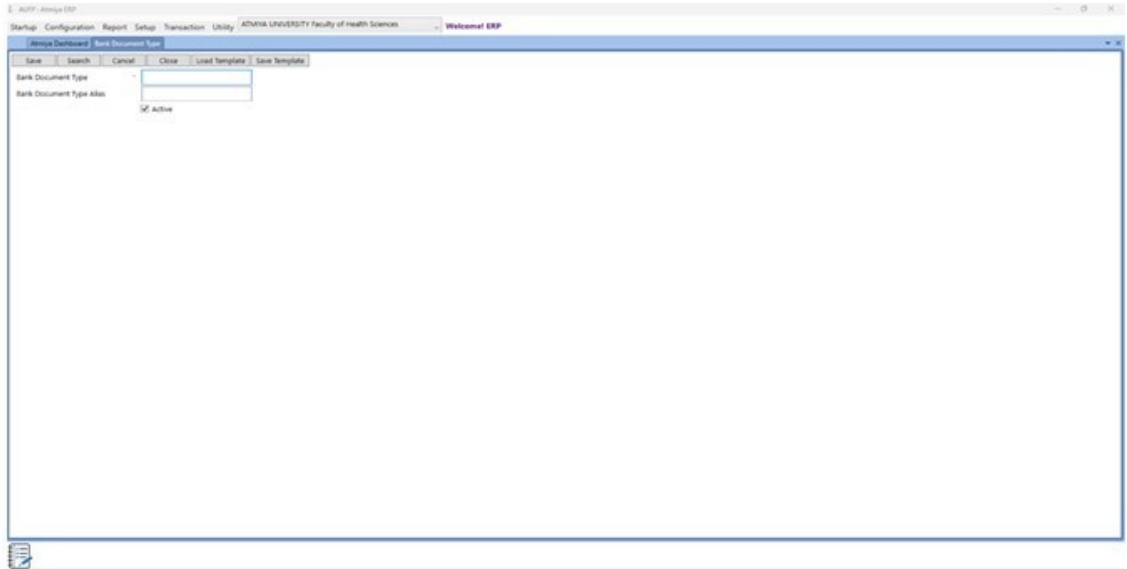 AUFP : Atmiya ERP
Startup Configuration Report Setup Transaction Utility ATMIYA UNIVERSITY Faculty of Health Sciences Welcome! ERP
Atmiya Dashboard Bank Document Type
Save Search Cancel Close Load Template Save Template
Bank Document Type
Bank Document Type Alias
Active